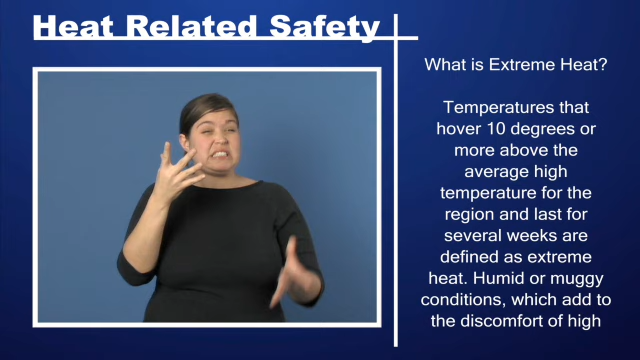 Heat Related Safety
What is Extreme Heat?
Temperatures that
hover 10 degrees or
more above the
average high
temperature for the
region and last for
several weeks are
defined as extreme
heat. Humid or muggy
conditions, which add to
the discomfort of high